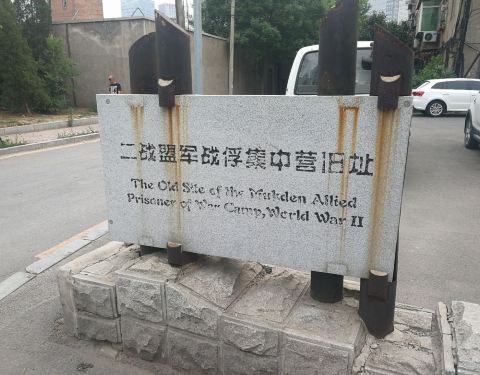 二战盟军战俘集中营旧址
The Old Site of the Mukden Allied
Prisoner of War Camp, World War II